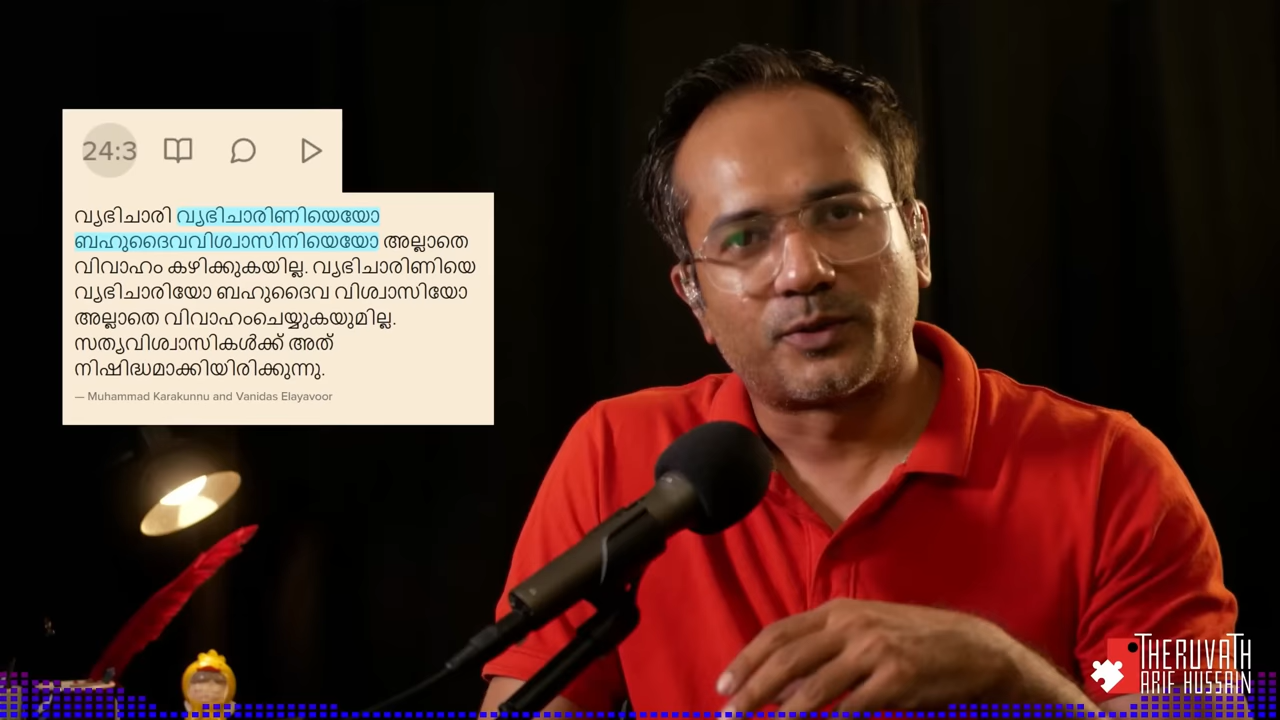 24:3
വ്യഭിചാരി വ്യഭിചാരിണിയെയോ
ബഹുദൈവവിശ്വാസിനിയെയോ അല്ലാതെ
വിവാഹം കഴിക്കുകയില്ല. വ്യഭിചാരിണിയെ
വ്യഭിചാരിയോ ബഹുദൈവ വിശ്വാസിയോ
അല്ലാതെ വിവാഹംചെയ്യുകയുമില്ല.
സത്യവിശ്വാസികൾക്ക് അത്
നിഷിദ്ധമാക്കിയിരിക്കുന്നു.
— Muhammad Karakunnu and Vanidas Elayavoor
THERUVATH
ARIF HUSSAIN